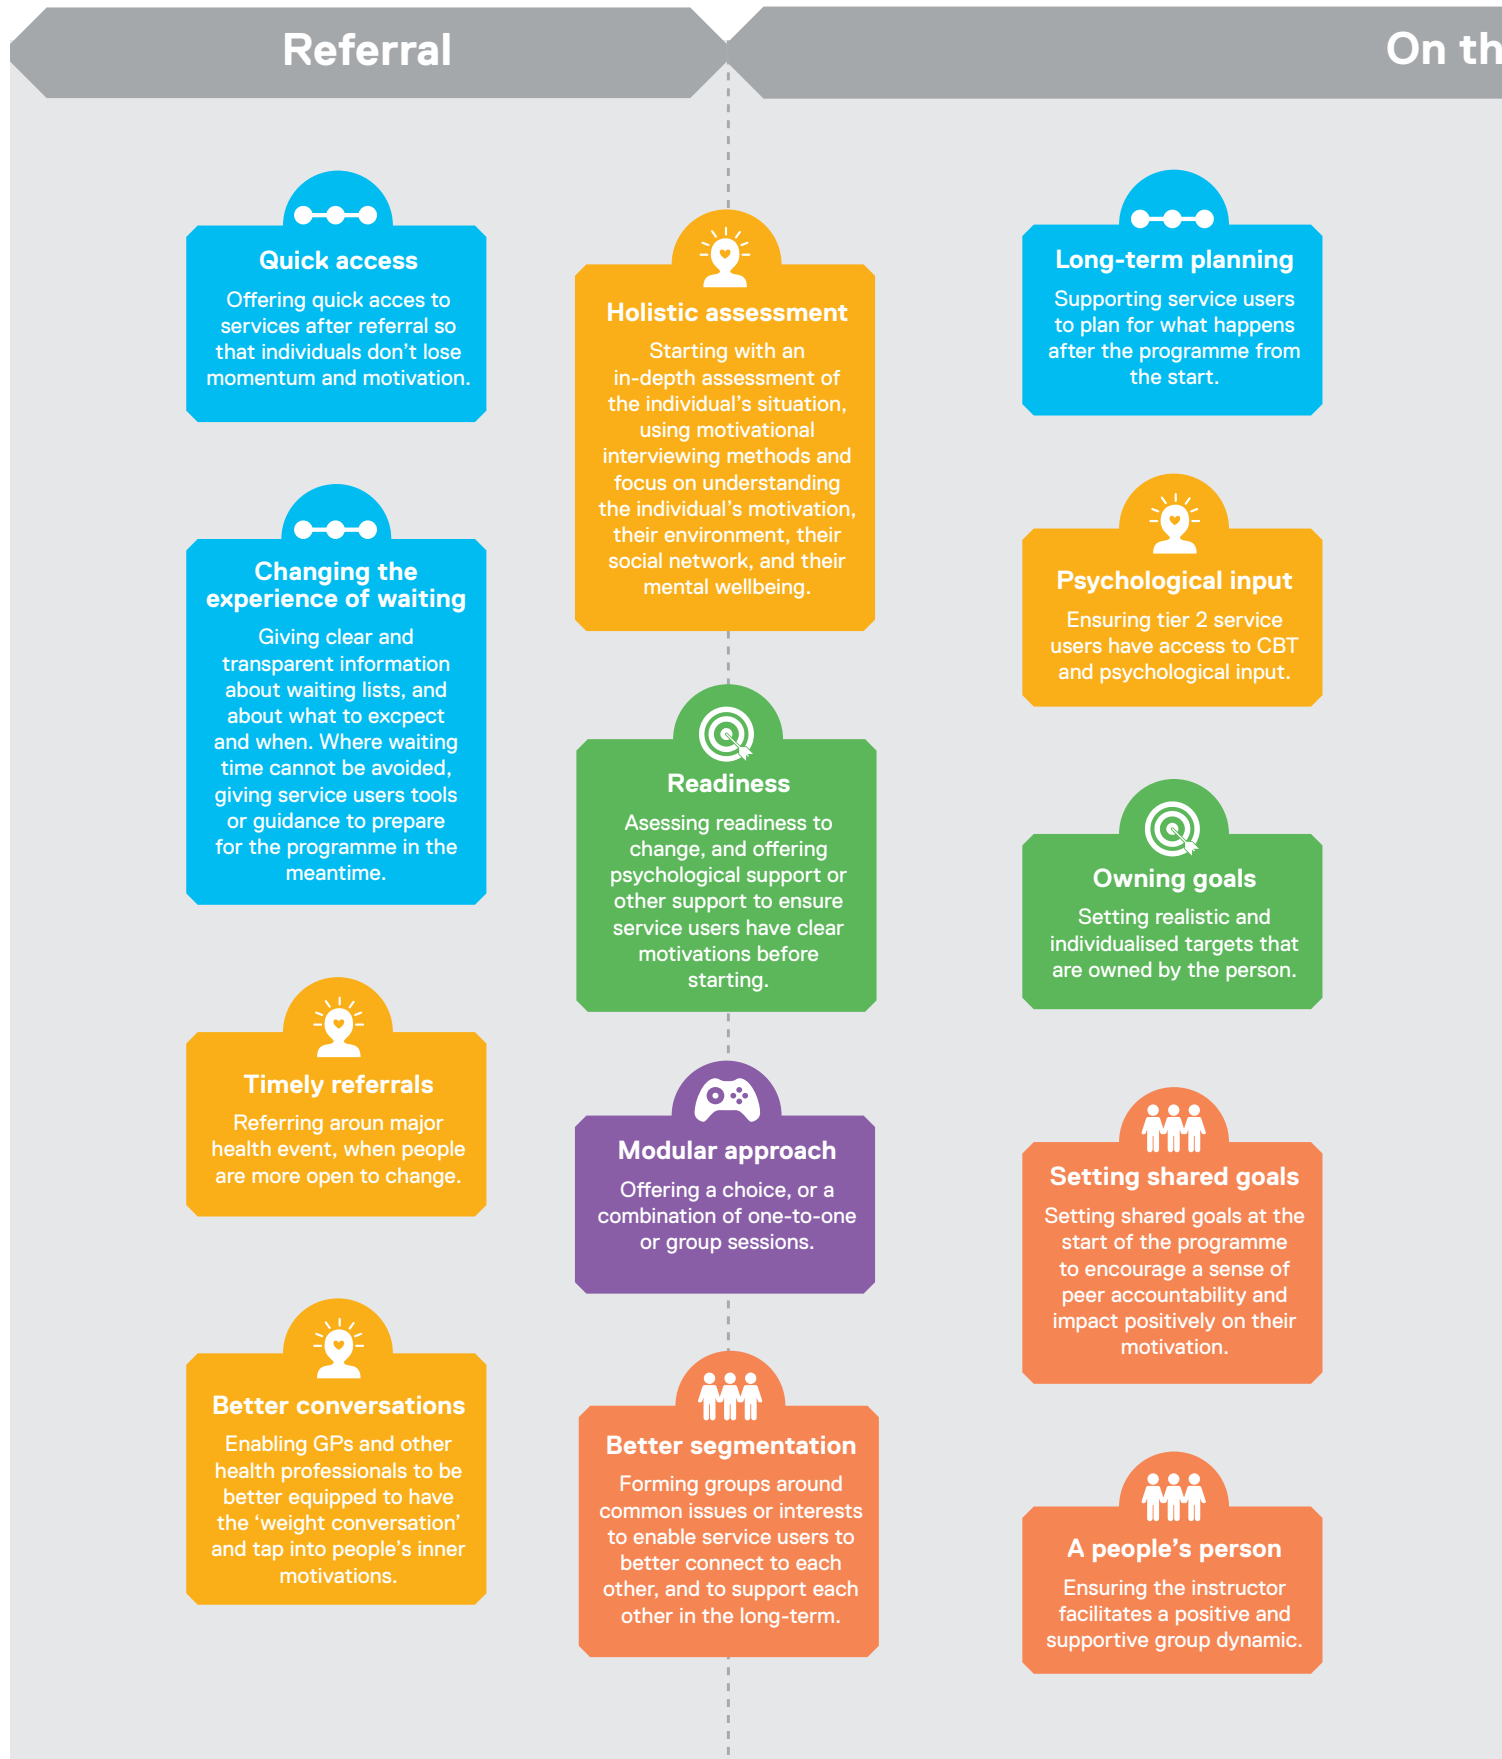 Referral
On th
Quick access
Offering quick acces to
services after referral so
that individuals don't lose
momentum and motivation.
Changing the
experience of waiting
Giving clear and
transparent information
about waiting lists, and
about what to excpect
and when. Where waiting
time cannot be avoided,
giving service users tools
or guidance to prepare
for the programme in the
meantime.
Timely referrals
Referring aroun major
health event, when people
are more open to change.
Better conversations
Enabling GPs and other
health professionals to be
better equipped to have
the ‘weight conversation’
and tap into people's inner
motivations.
Holistic assessment
Starting with an
in-depth assessment of
the individual's situation,
using motivational
interviewing methods and
focus on understanding
the individual's motivation,
their environment, their
social network, and their
mental wellbeing.
Readiness
Asessing readiness to
change, and offering
psychological support or
other support to ensure
service users have clear
motivations before
starting.
Modular approach
Offering a choice, or a
combination of one-to-one
or group sessions.
Better segmentation
Forming groups around
common issues or interests
to enable service users to
better connect to each
other, and to support each
other in the long-term.
Long-term planning
Supporting service users
to plan for what happens
after the programme from
the start.
Psychological input
Ensuring tier 2 service
users have access to CBT
and psychological input.
Owning goals
Setting realistic and
individualised targets that
are owned by the person.
Setting shared goals
Setting shared goals at the
start of the programme
to encourage a sense of
peer accountability and
impact positively on their
motivation.
A people's person
Ensuring the instructor
facilitates a positive and
supportive group dynamic.